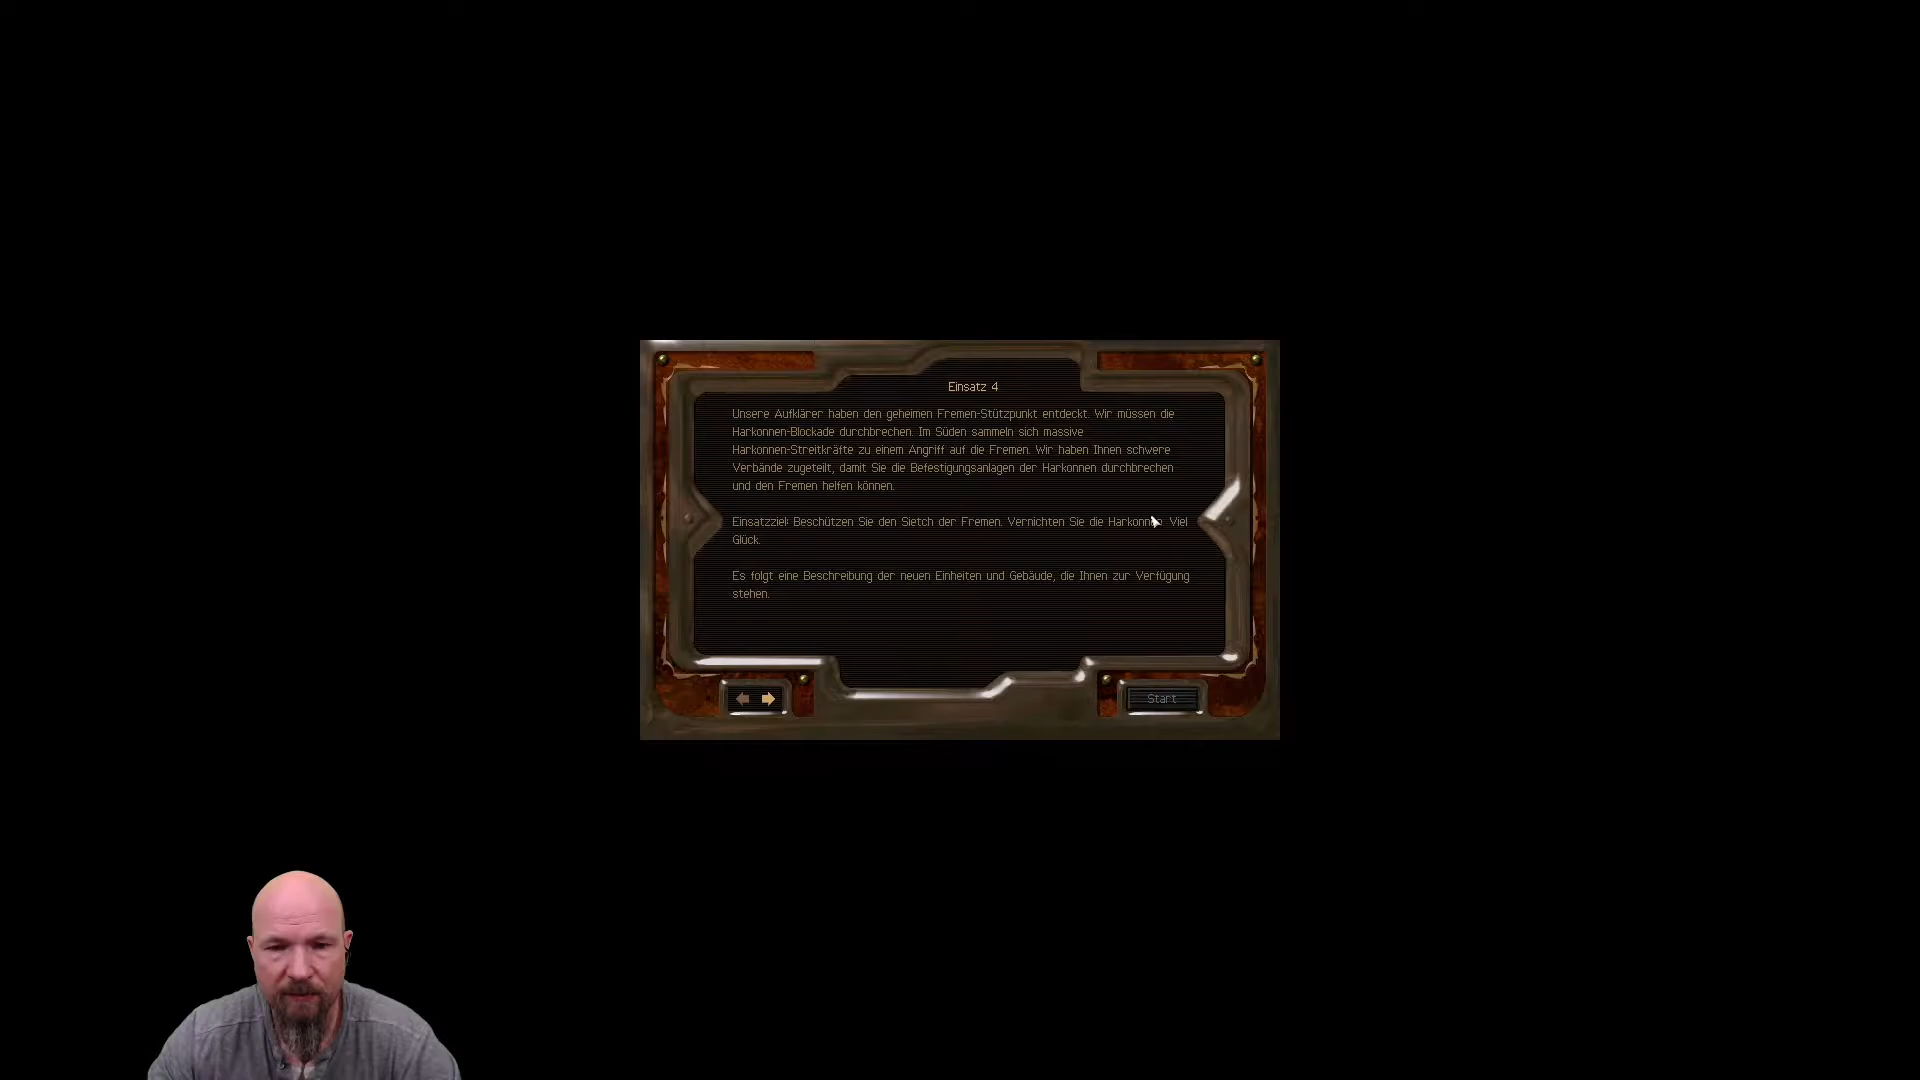 Einsatz 4
Unsere Aufklärer haben den geheimen Fremen-Stützpunkt entdeckt. Wir müssen die
Harkonnen-Blockade durchbrechen. Im Süden sammeln sich massive
Harkonnen-Streitkräfte zu einem Angriff auf die Fremen. Wir haben Ihnen schwere
Verbände zugeteilt, damit Sie die Befestigungsanlagen der Harkonnen durchbrechen
und den Fremen helfen können.
Einsatzziel: Beschützen Sie den Sietch der Fremen. Vernichten Sie die Viel
Glück.
Es folgt eine Beschreibung der neuen Einheiten und Gebäude, die Ihnen zur Verfügung
stehen.
Start